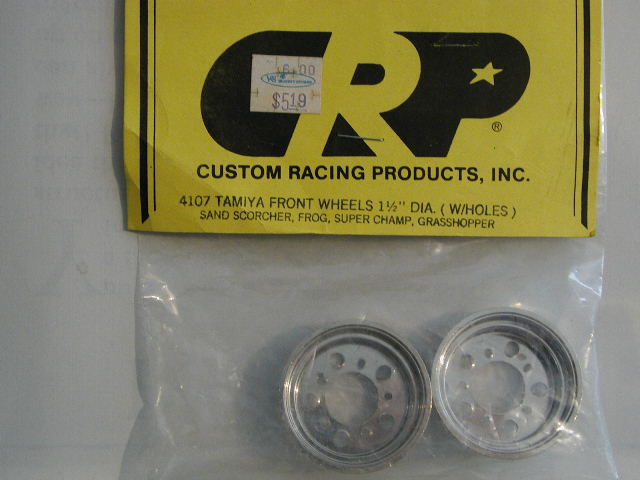 CRP
6.00
$5.19
®
CUSTOM RACING PRODUCTS, INC.
4107 TAMIYA FRONT WHEELS 1½" DIA. ( W/HOLES )
SAND SCORCHER, FROG, SUPER CHAMP, GRASSHOPPER